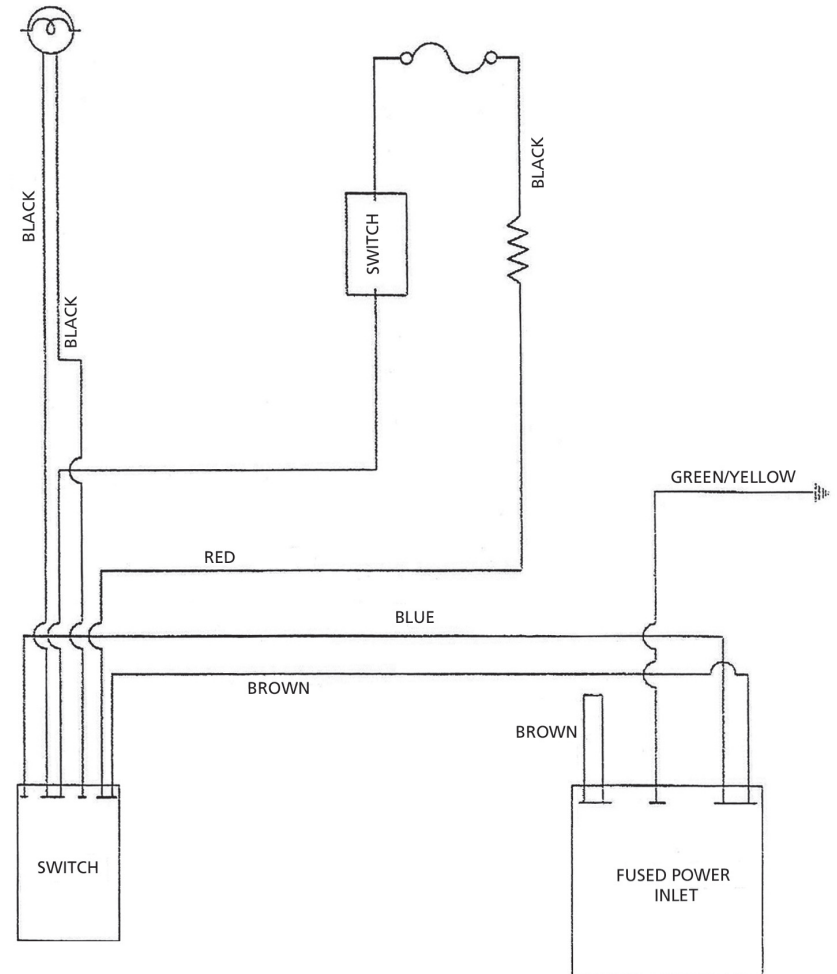 BLACK
BLACK
SWITCH
BLACK
GREEN/YELLOW
RED
BLUE
BROWN
BROWN
SWITCH
FUSED POWER
INLET